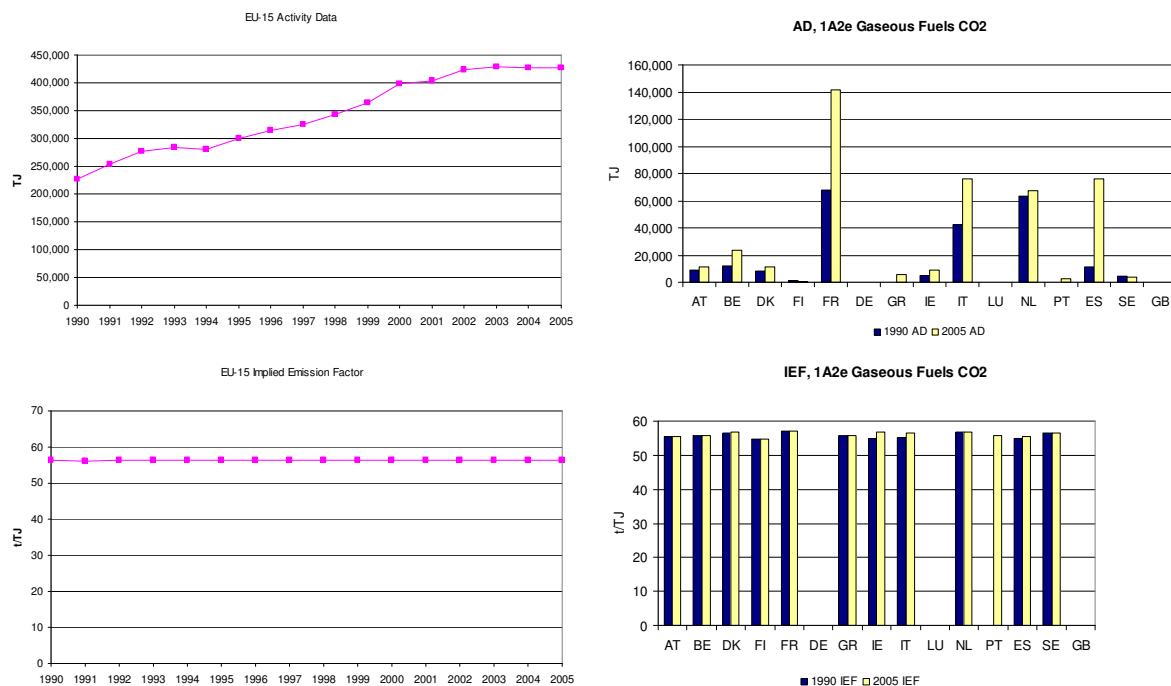 EU-15 Activity Data
450,000
400,000
350,000
300,000
250,000
200,000
150,000
100,000
50,000
0
TJ
1990 1991 1992 1993 1994 1995 1996 1997 1998 1999 2000 2001 2002 2003 2004 2005
AD, 1A2e Gaseous Fuels CO2
160,000
140,000
120,000
100,000
80,000
60,000
40,000
20,000
0
TJ
AT BE DK FI FR DE GR IE IT LU NL PT ES SE GB
1990 AD 2005 AD
EU-15 Implied Emission Factor
70
60
50
40
30
20
10
0
t/TJ
1990 1991 1992 1993 1994 1995 1996 1997 1998 1999 2000 2001 2002 2003 2004 2005
IEF, 1A2e Gaseous Fuels CO2
60
50
40
30
20
10
0
t/TJ
AT BE DK FI FR DE GR IE IT LU NL PT ES SE GB
1990 IEF 2005 IEF